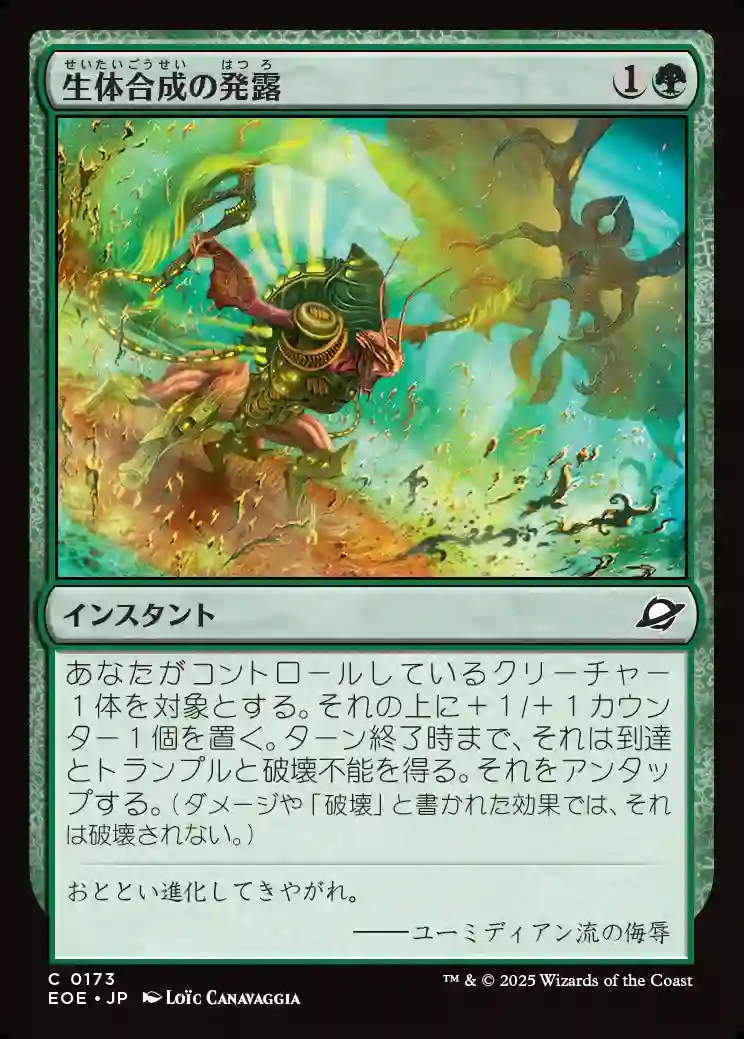 せいたいごうせい はつ ろ
生体合成の発露 1
インスタント
あなたがコントロールしているクリーチャー
1体を対象とする。それの上に+1/+1カウン
ター1個を置く。ターン終了時まで、それは到達
とトランプルと破壊不能を得る。それをアンタッ
プする。(ダメージや「破壊」と書かれた効果では、それ
は破壊されない。)
おととい進化してきやがれ。
――ユーミディアン流の侮辱
C 0173
EOE • JP Loïc Canavaggia
™ & © 2025 Wizards of the Coast